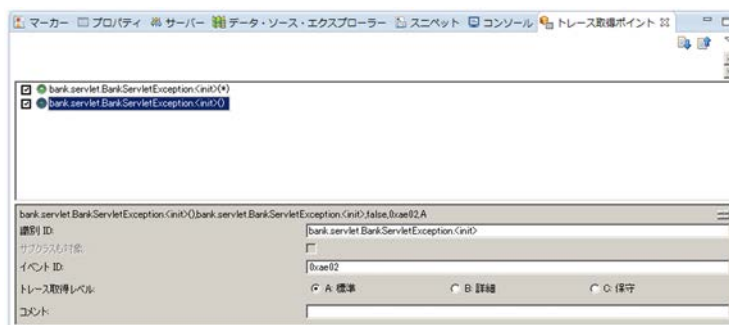 マーカー プロパティ サーバー データ・ソース・エクスプローラー スニペット コンソール トレース取得ポイント
bank.servlet.BankServletException.<init>(*)
bank.servlet.BankServletException.<init>()
bank.servlet.BankServletException.<init>(),bank.servlet.BankServletException.<init>,false,0xae02,A
識別 ID: bank.servlet.BankServletException.<init>
サブクラスも対象:
イベント ID: 0xae02
トレース取得レベル: A: 標準 B: 詳細 C: 保守
コメント: